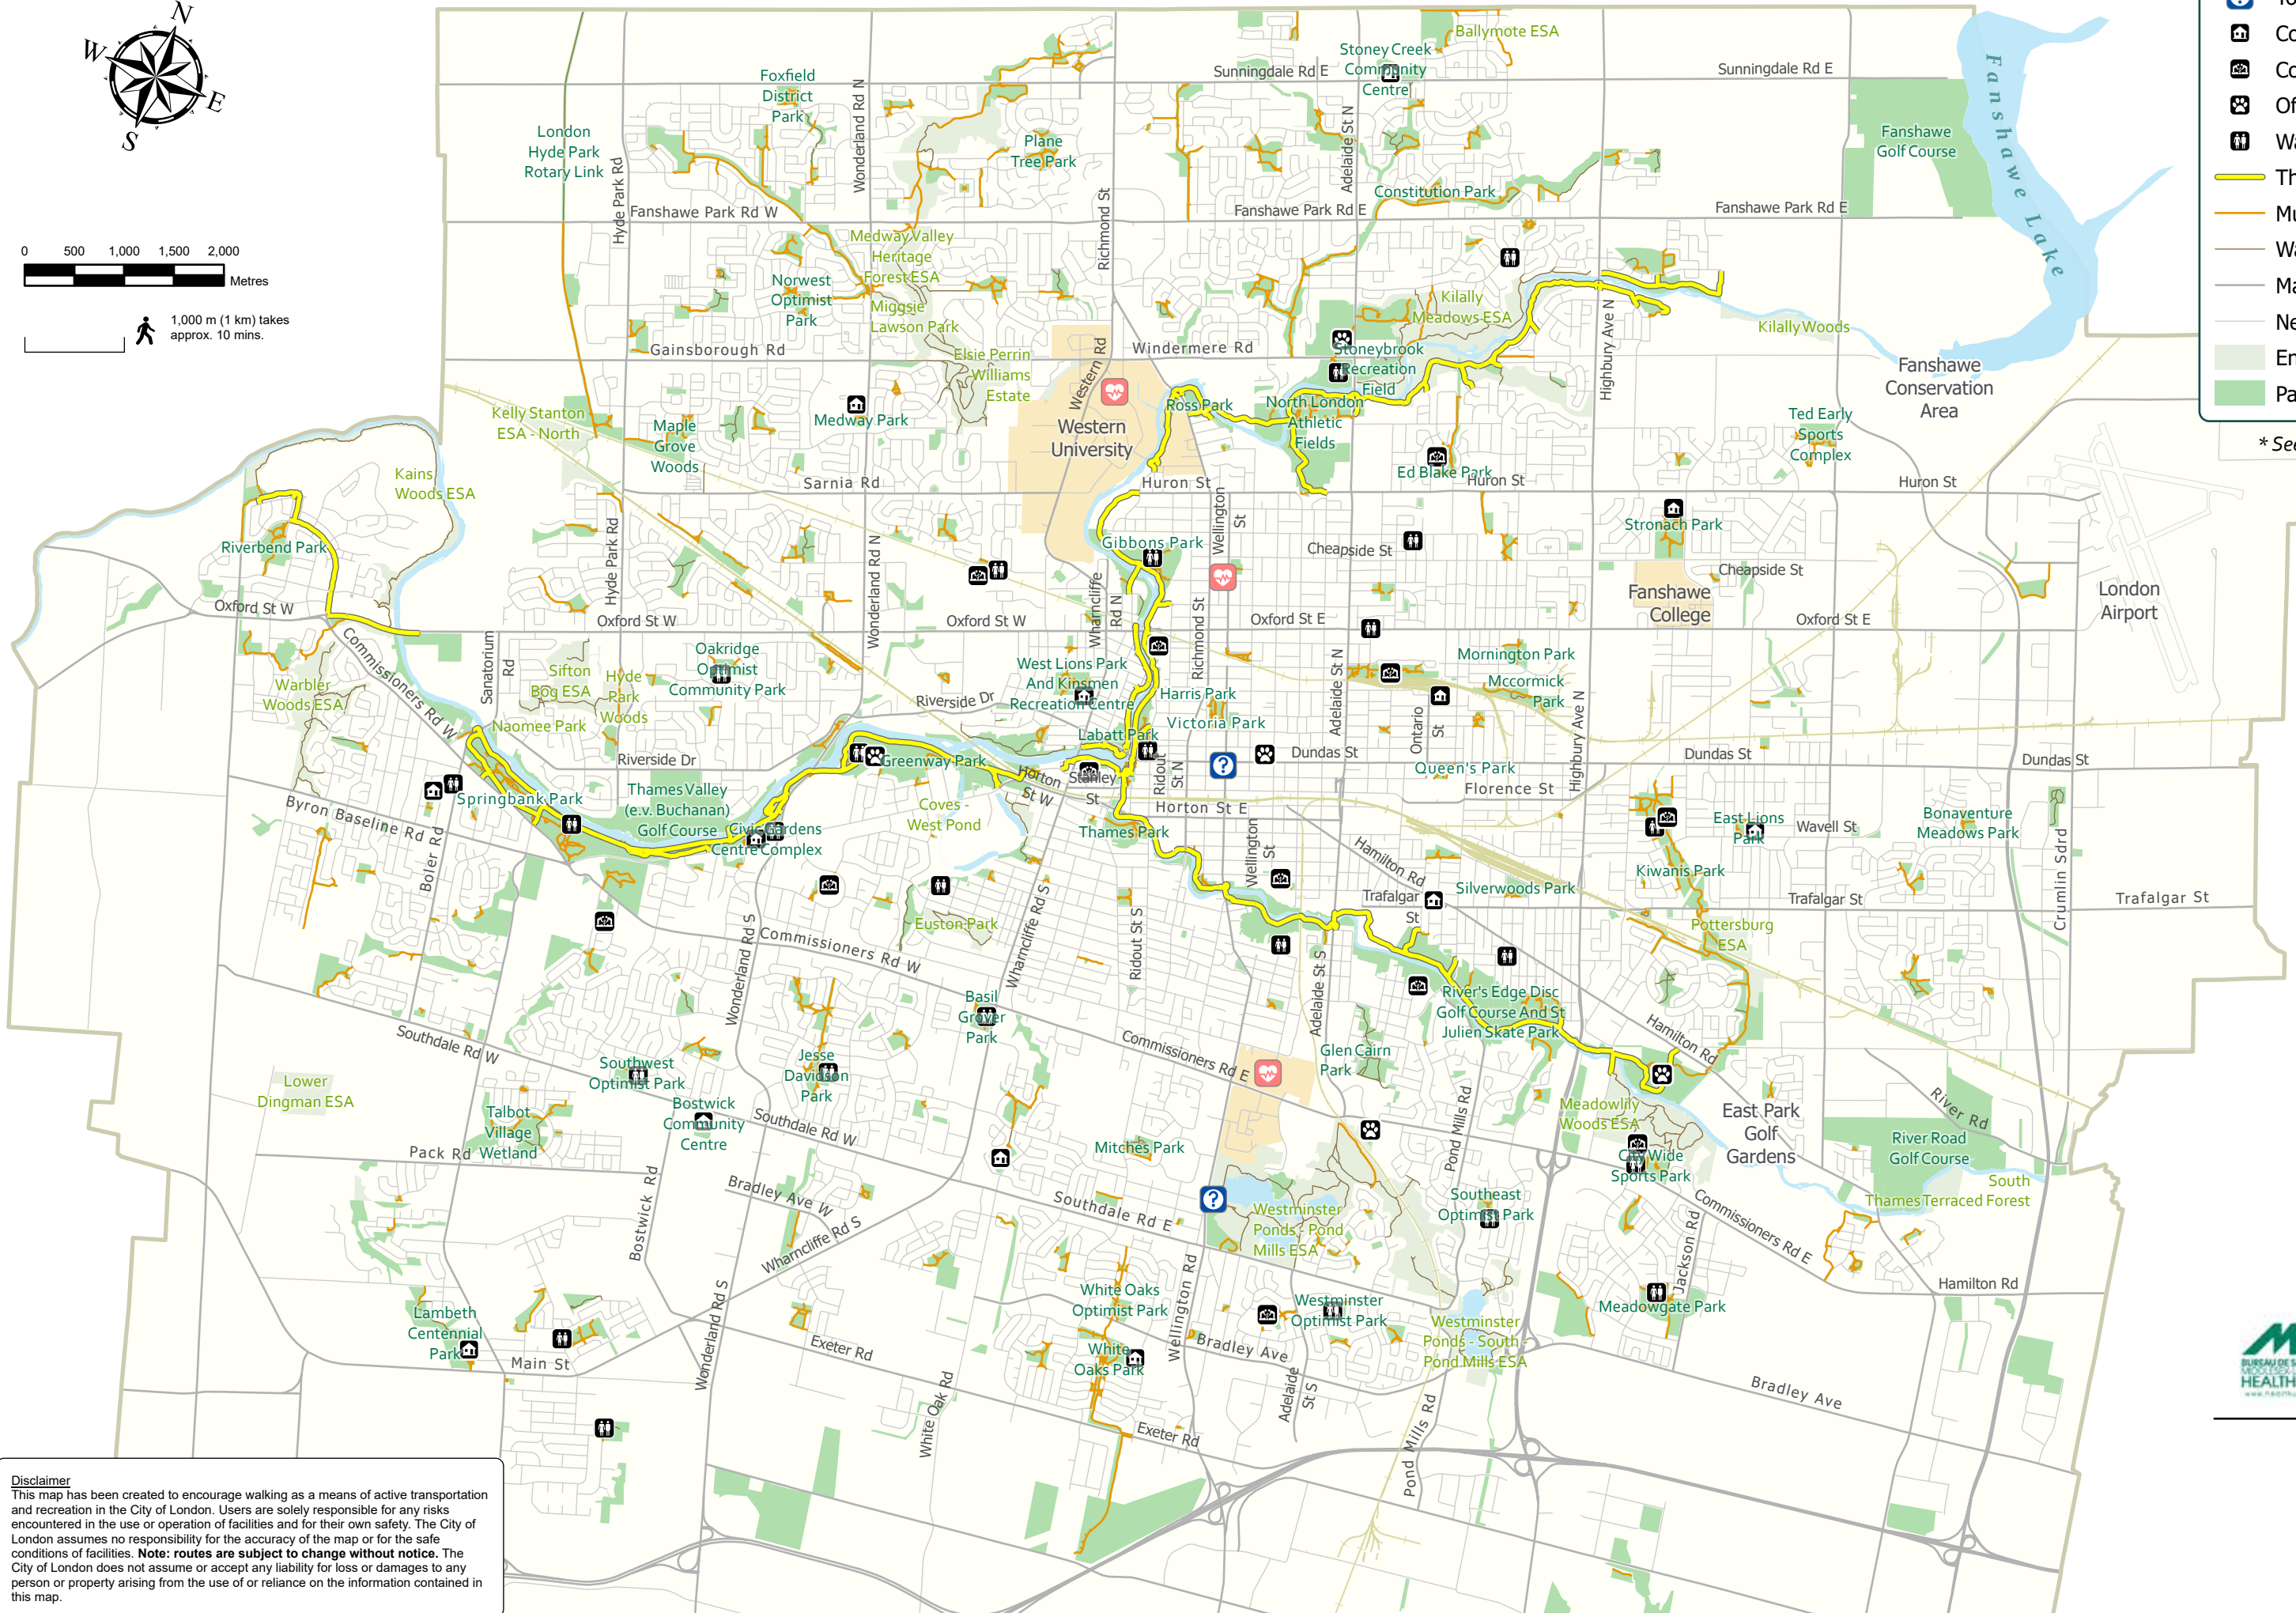 N
W
E
S
0 500 1,000 1,500 2,000
Metres
1,000 m (1 km) takes
approx. 10 mins.
Ballymote ESA
Stoney Creek
Community
Centre
Sunningdale Rd E
Sunningdale Rd E
Foxfield
District
Park
Wonderland Rd N
London
Hyde Park
Rotary Link
Hyde Park Rd
Plane
Tree Park
Richmond St
Adelaide St N
Fanshawe
Golf Course
Fanshawe Lake
Constitution Park
Fanshawe Park Rd W
Fanshawe Park Rd E
Fanshawe Park Rd E
Medway Valley
Heritage
Forest ESA
Norwest
Optimist
Park
Miggsie
Lawson Park
Kilally
Meadows ESA
Highbury Ave N
Kilally Woods
Gainsborough Rd
Windermere Rd
Western Rd
Stoneybrook
Recreation
Field
Elsie Perrin
Williams
Estate
Fanshawe
Conservation
Area
Kelly Stanton
ESA - North
Maple
Grove
Woods
Medway Park
Western
University
Ross Park
North London
Athletic
Fields
Ted Early
Sports
Complex
Ed Blake Park
Kains
Woods ESA
Sarnia Rd
Huron St
Huron St
Huron St
Wellington
St
Stronach Park
Riverbend Park
Hyde Park Rd
Wonderland Rd N
Gibbons Park
Cheapside St
Cheapside St
Fanshawe
College
London
Airport
Wharncliffe
Rd N
Richmond St
Oxford St W
Oxford St W
Oxford St W
Oxford St E
Oxford St E
Commissioners Rd W
Sanatorium
Rd
Sifton
Bog ESA
Hyde
Park
Woods
Oakridge
Optimist
Community Park
West Lions Park
And Kinsmen
Recreation Centre
Adelaide St N
Mornington Park
Mccormick
Park
Warbler
Woods ESA
Riverside Dr
Harris Park
Victoria Park
Ontario
St
Highbury Ave N
Naomee Park
Labatt Park
Riverside Dr
Greenway Park
Ridout
St N
Dundas St
Dundas St
Dundas St
Queen's Park
Florence St
Horton
St W
Stanley
St
Horton St E
Byron Baseline Rd
Boler Rd
Springbank Park
Thames Valley
(e.v. Buchanan)
Golf Course
Civic Gardens
Centre Complex
Coves -
West Pond
Thames Park
Wellington
St
Hamilton Rd
East Lions
Park
Wavell St
Bonaventure
Meadows Park
Crumlin Sdrd
Kiwanis Park
Silverwoods Park
Trafalgar
St
Trafalgar St
Trafalgar St
Euston Park
Wonderland Rd S
Commissioners Rd W
Wharncliffe Rd S
Ridout St S
Adelaide St S
Pottersburg
ESA
River's Edge Disc
Golf Course And St
Julien Skate Park
Basil
Grover
Park
Hamilton Rd
Southdale Rd W
Southwest
Optimist Park
Jesse
Davidson
Park
Commissioners Rd E
Glen Cairn
Park
Pond Mills Rd
Lower
Dingman ESA
Talbot
Village
Wetland
Bostwick
Community
Centre
Southdale Rd W
Meadowlily
Woods ESA
East Park
Golf
Gardens
River Rd
River Road
Golf Course
Pack Rd
Mitches Park
City Wide
Sports Park
South
Thames Terraced Forest
Bostwick Rd
Bradley Ave W
Wharncliffe Rd S
Southdale Rd E
Westminster
Ponds - Pond
Mills ESA
Southeast
Optimist Park
Commissioners Rd E
Jackson Rd
Hamilton Rd
Wellington Rd
White Oaks
Optimist Park
Westminster
Optimist Park
Meadowgate Park
Lambeth
Centennial
Park
Main St
Wonderland Rd S
Exeter Rd
White
Oaks Park
Bradley Ave
Westminster
Ponds - South -
Pond Mills ESA
Adelaide
St S
White Oak Rd
Exeter Rd
Pond Mills Rd
Bradley Ave
Disclaimer
This map has been created to encourage walking as a means of active transportation
and recreation in the City of London. Users are solely responsible for any risks
encountered in the use or operation of facilities and for their own safety. The City of
London assumes no responsibility for the accuracy of the map or for the safe
conditions of facilities. Note: routes are subject to change without notice. The
City of London does not assume or accept any liability for loss or damages to any
person or property arising from the use of or reliance on the information contained in
this map.
* See
HEALTH